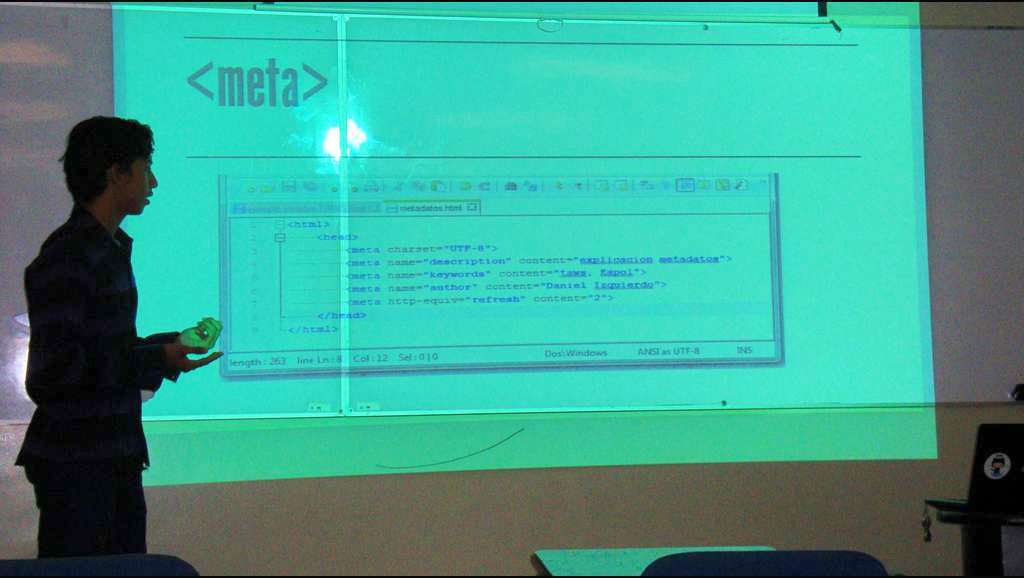 <meta>
metadatos.html
1 <html>
2 <head>
3 <meta charset="UTF-8">
4 <meta name="description" content="explicacion metadatos">
5 <meta name="keywords" content="taws, Espol">
6 <meta name="author" content="Daniel Izquierdo">
7 <meta http-equiv="refresh" content="2">
8 </head>
9 </html>
length : 263 line Ln : 8 Col : 12 Sel : 0 | 0 Dos\Windows ANSI as UTF-8 INS